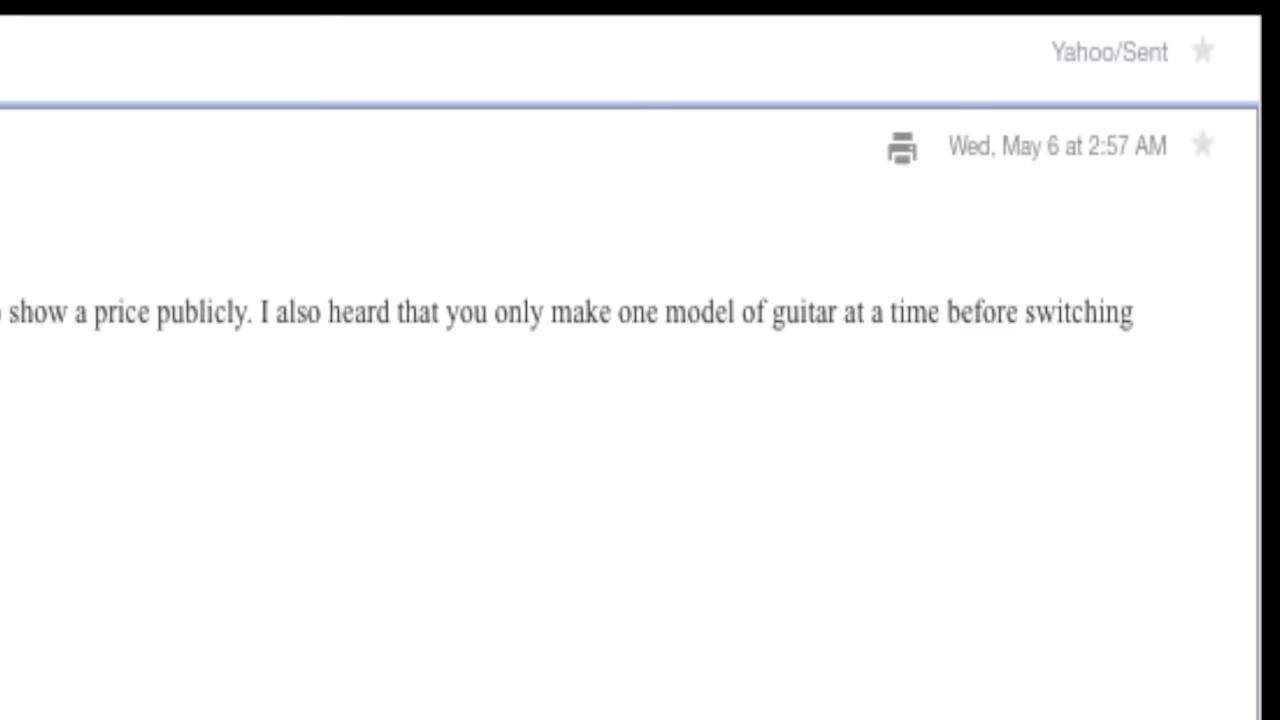 Yahoo/Sent
Wed, May 6 at 2:57 AM
show a price publicly. I also heard that you only make one model of guitar at a time before switching